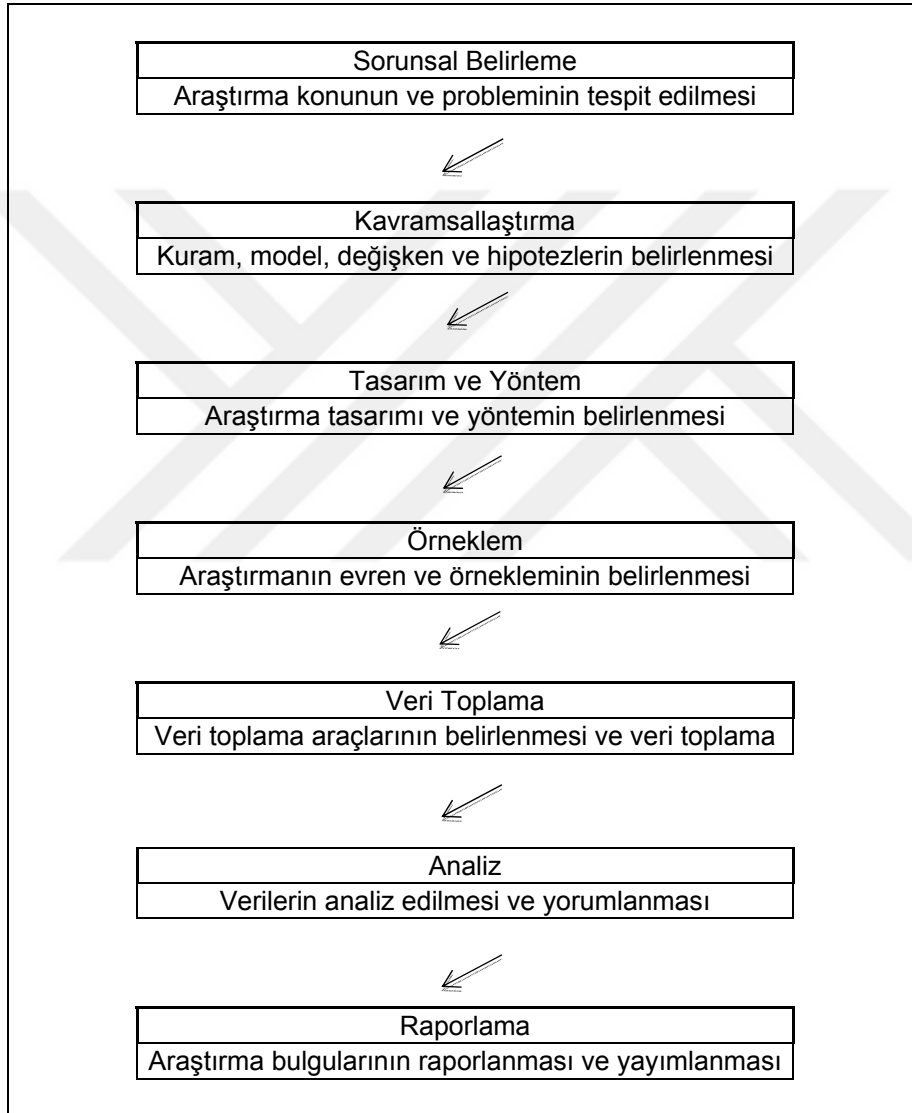 Sorunsal Belirleme
Araştırma konunun ve probleminin tespit edilmesi
Kavramsallaştırma
Kuram, model, değişken ve hipotezlerin belirlenmesi
Tasarım ve Yöntem
Araştırma tasarımı ve yöntemin belirlenmesi
Örneklem
Araştırmanın evren ve örnekleminin belirlenmesi
Veri Toplama
Veri toplama araçlarının belirlenmesi ve veri toplama
Analiz
Verilerin analiz edilmesi ve yorumlanması
Raporlama
Araştırma bulgularının raporlanması ve yayımlanması